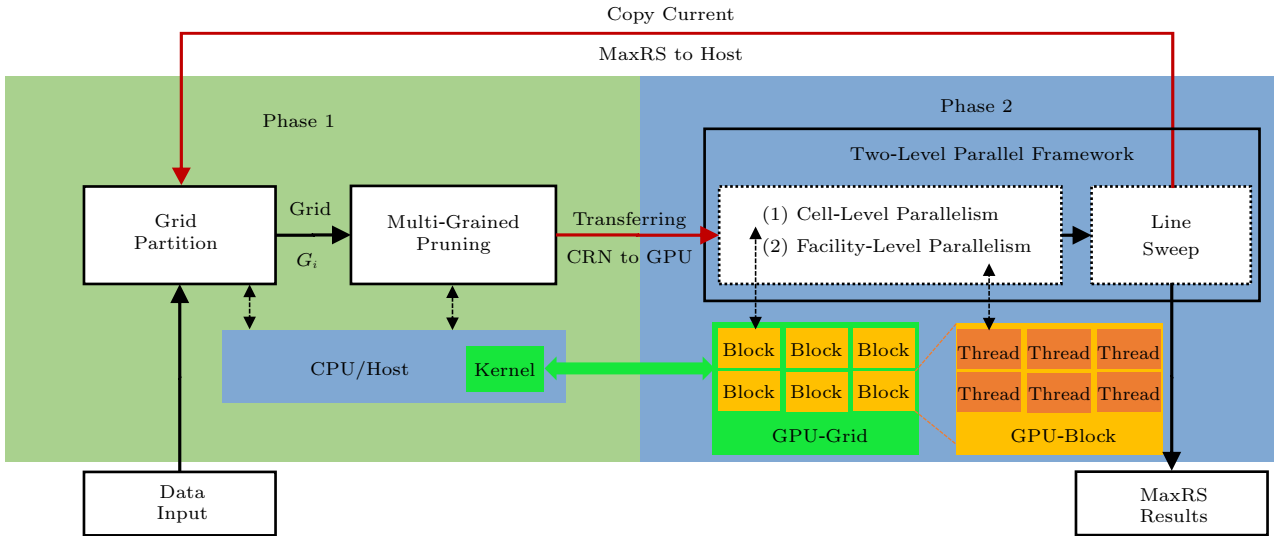 Copy Current
MaxRS to Host
Phase 1
Phase 2
Two-Level Parallel Framework
Grid
Partition
Grid
G_i
Multi-Grained
Pruning
Transferring
CRN to GPU
(1) Cell-Level Parallelism
(2) Facility-Level Parallelism
Line
Sweep
CPU/Host
Kernel
Block Block Block
Block Block Block
GPU-Grid
Thread Thread Thread
Thread Thread Thread
GPU-Block
Data
Input
MaxRS
Results